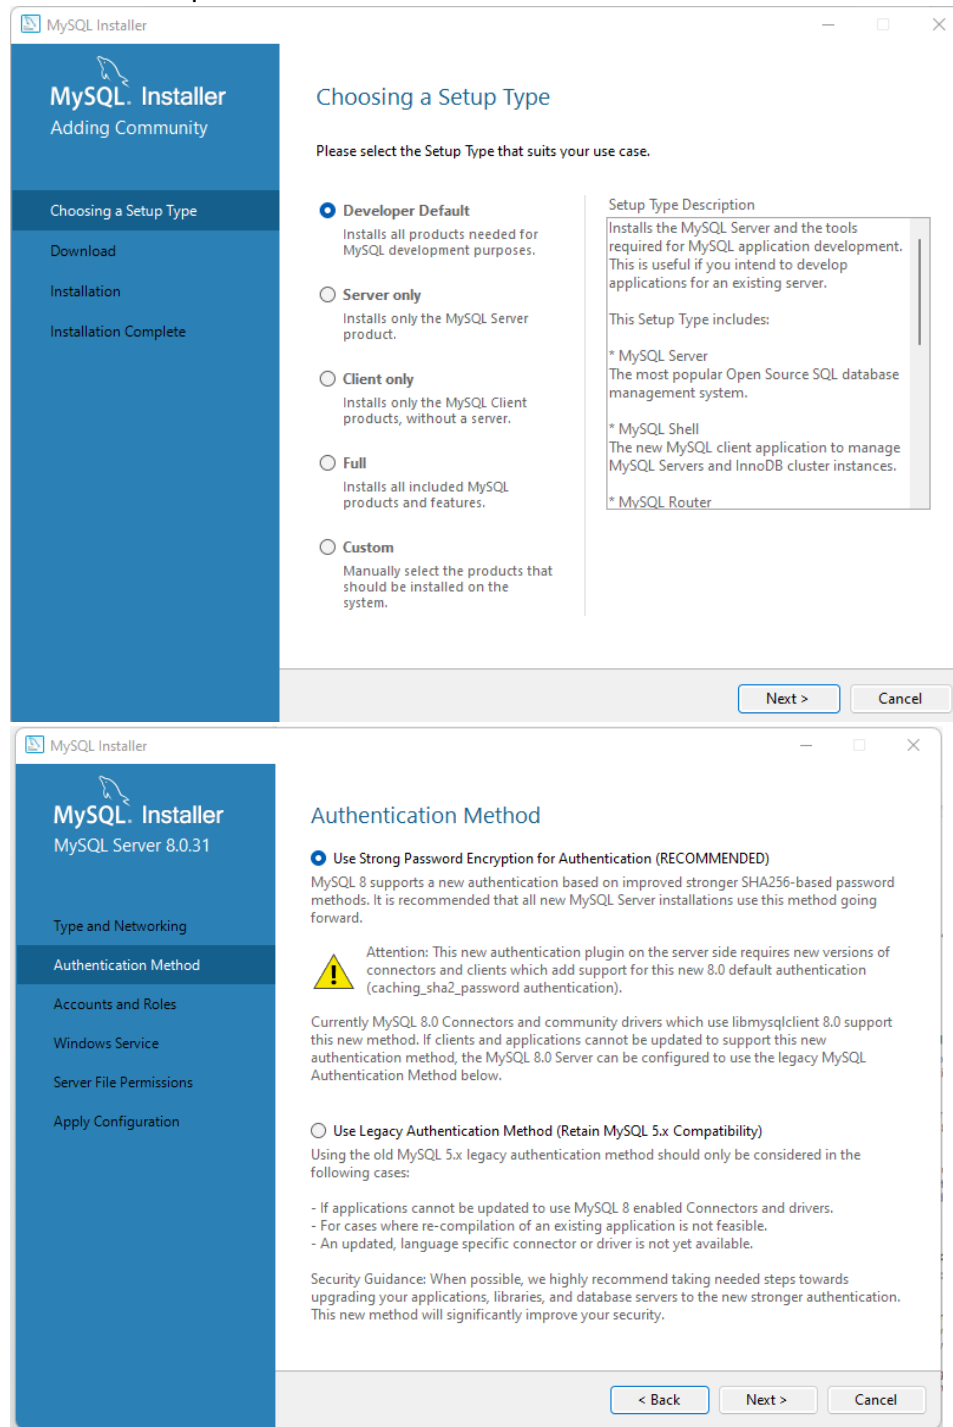 MySQL Installer
MySQL. Installer
Adding Community
Choosing a Setup Type
Download
Installation
Installation Complete
Choosing a Setup Type
Please select the Setup Type that suits your use case.
Developer Default
Installs all products needed for
MySQL development purposes.
Server only
Installs only the MySQL Server
product.
Client only
Installs only the MySQL Client
products, without a server.
Full
Installs all included MySQL
products and features.
Custom
Manually select the products that
should be installed on the
system.
Setup Type Description
Installs the MySQL Server and the tools
required for MySQL application development.
This is useful if you intend to develop
applications for an existing server.
This Setup Type includes:
* MySQL Server
The most popular Open Source SQL database
management system.
* MySQL Shell
The new MySQL client application to manage
MySQL Servers and InnoDB cluster instances.
* MySQL Router
Next >
Cancel
MySQL Installer
MySQL. Installer
MySQL Server 8.0.31
Type and Networking
Authentication Method
Accounts and Roles
Windows Service
Server File Permissions
Apply Configuration
Authentication Method
Use Strong Password Encryption for Authentication (RECOMMENDED)
MySQL 8 supports a new authentication based on improved stronger SHA256-based password
methods. It is recommended that all new MySQL Server installations use this method going
forward.
Attention: This new authentication plugin on the server side requires new versions of
connectors and clients which add support for this new 8.0 default authentication
(caching_sha2_password authentication).
Currently MySQL 8.0 Connectors and community drivers which use libmysqlclient 8.0 support
this new method. If clients and applications cannot be updated to support this new
authentication method, the MySQL 8.0 Server can be configured to use the legacy MySQL
Authentication Method below.
Use Legacy Authentication Method (Retain MySQL 5.x Compatibility)
Using the old MySQL 5.x legacy authentication method should only be considered in the
following cases:
- If applications cannot be updated to use MySQL 8 enabled Connectors and drivers.
- For cases where re-compilation of an existing application is not feasible.
- An updated, language specific connector or driver is not yet available.
Security Guidance: When possible, we highly recommend taking needed steps towards
upgrading your applications, libraries, and database servers to the new stronger authentication.
This new method will significantly improve your security.
< Back
Next >
Cancel